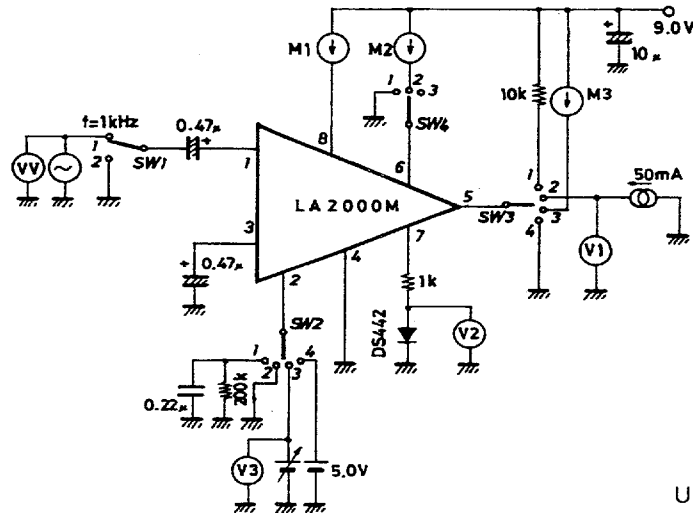 M1
M2
9.0V
10μ
10k
M3
1 2 3
f=1kHz
0.47μ
8
SW4
1
2
SW1
1
6
1
2
50mA
VV
LA2000M
5
SW3
3
4
3
4
7
V1
0.47μ
2
1k
SW2
DS442
V2
1
2
3
4
200k
0.22μ
V3
5.0V
U